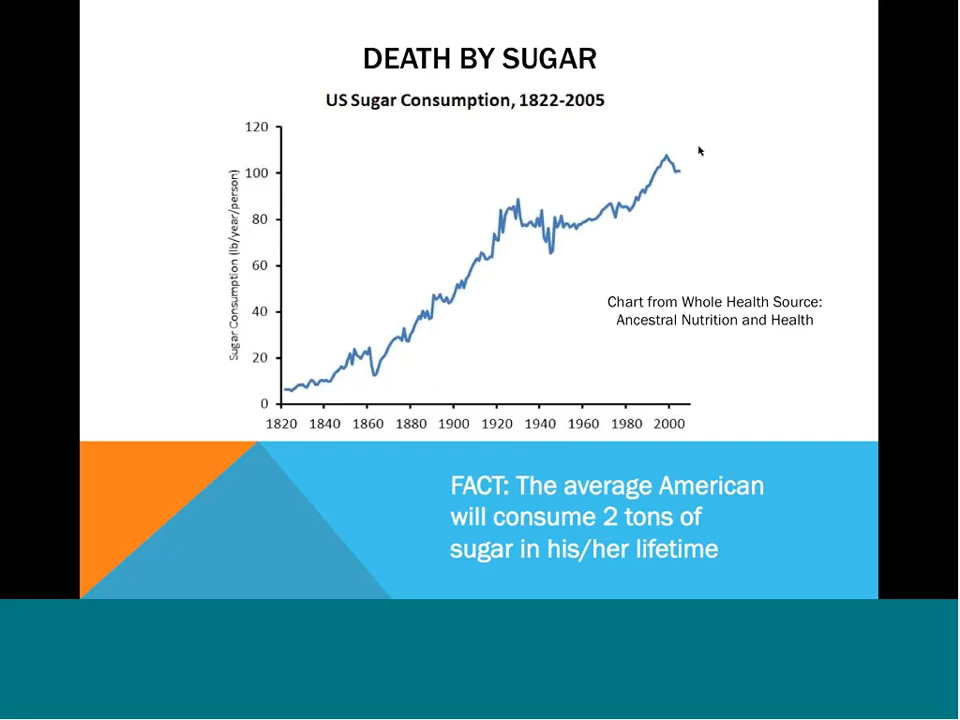 DEATH BY SUGAR
US Sugar Consumption, 1822-2005
Sugar Consumption (lb/year/person)
120
100
80
60
40
20
0
1820 1840 1860 1880 1900 1920 1940 1960 1980 2000
Chart from Whole Health Source:
Ancestral Nutrition and Health
FACT: The average American
will consume 2 tons of
sugar in his/her lifetime